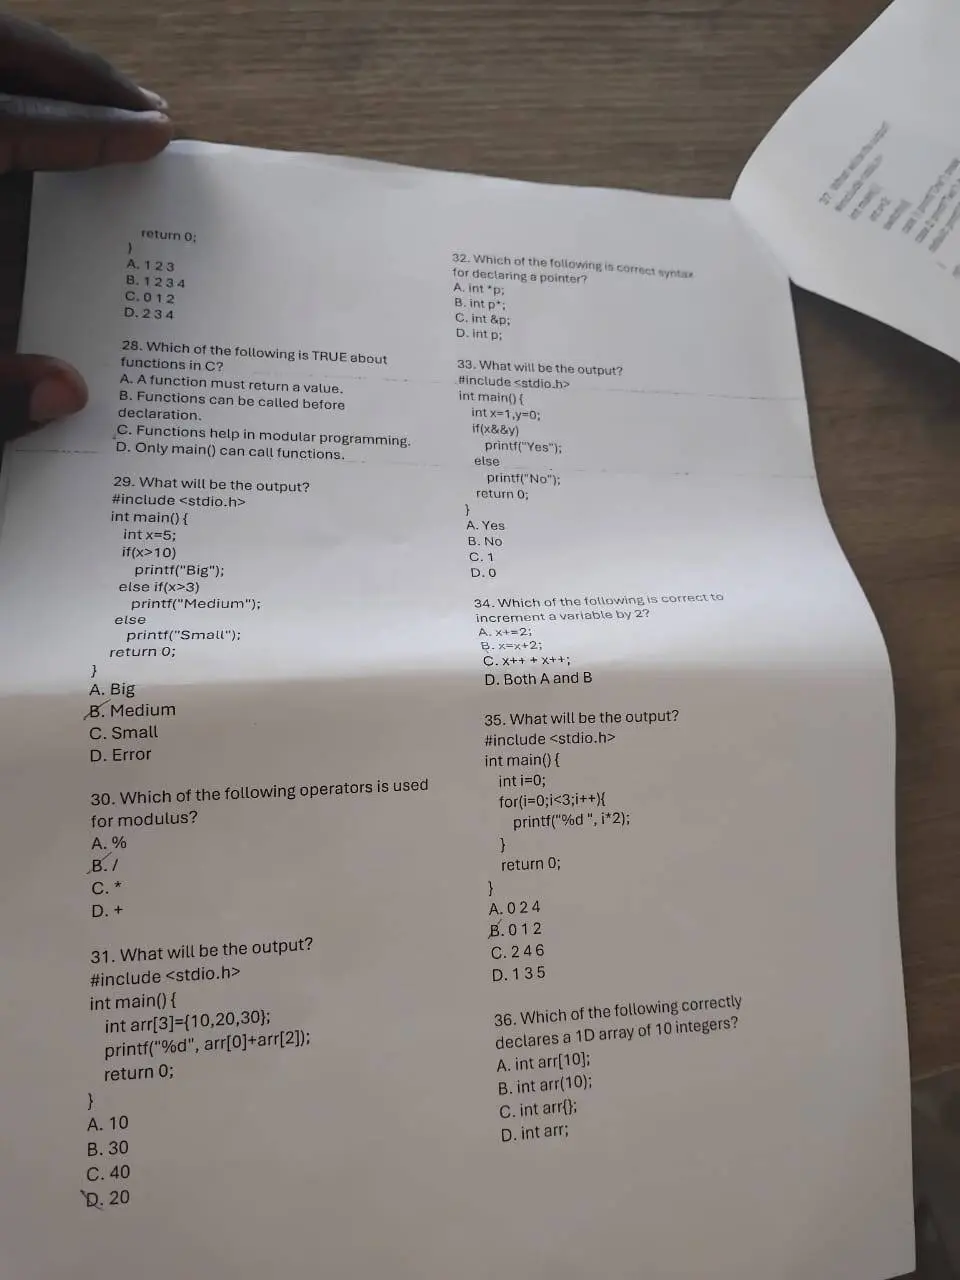 return 0;
}
A. 1 2 3
B. 1 2 3 4
C. 0 1 2
D. 2 3 4
28. Which of the following is TRUE about
functions in C?
A. A function must return a value.
B. Functions can be called before
declaration.
C. Functions help in modular programming.
D. Only main() can call functions.
29. What will be the output?
#include <stdio.h>
int main() {
int x=5;
if(x>10)
printf("Big");
else if(x>3)
printf("Medium");
else
printf("Small");
return 0;
}
A. Big
B. Medium
C. Small
D. Error
30. Which of the following operators is used
for modulus?
A. %
B. /
C. *
D. +
31. What will be the output?
#include <stdio.h>
int main() {
int arr[3]={10,20,30};
printf("%d", arr[0]+arr[2]);
return 0;
}
A. 10
B. 30
C. 40
D. 20
32. Which of the following is correct syntax
for declaring a pointer?
A. int *p;
B. int p*;
C. int &p;
D. int p;
33. What will be the output?
#include <stdio.h>
int main() {
int x=1,y=0;
if(x&&y)
printf("Yes");
else
printf("No");
return 0;
}
A. Yes
B. No
C. 1
D. 0
34. Which of the following is correct to
increment a variable by 2?
A. x+=2;
B. x=x+2;
C. x++ + x++;
D. Both A and B
35. What will be the output?
#include <stdio.h>
int main() {
int i=0;
for(i=0;i<3;i++){
printf("%d ", i*2);
}
return 0;
}
A. 0 2 4
B. 0 1 2
C. 2 4 6
D. 1 3 5
36. Which of the following correctly
declares a 1D array of 10 integers?
A. int arr[10];
B. int arr(10);
C. int arr{};
D. int arr;